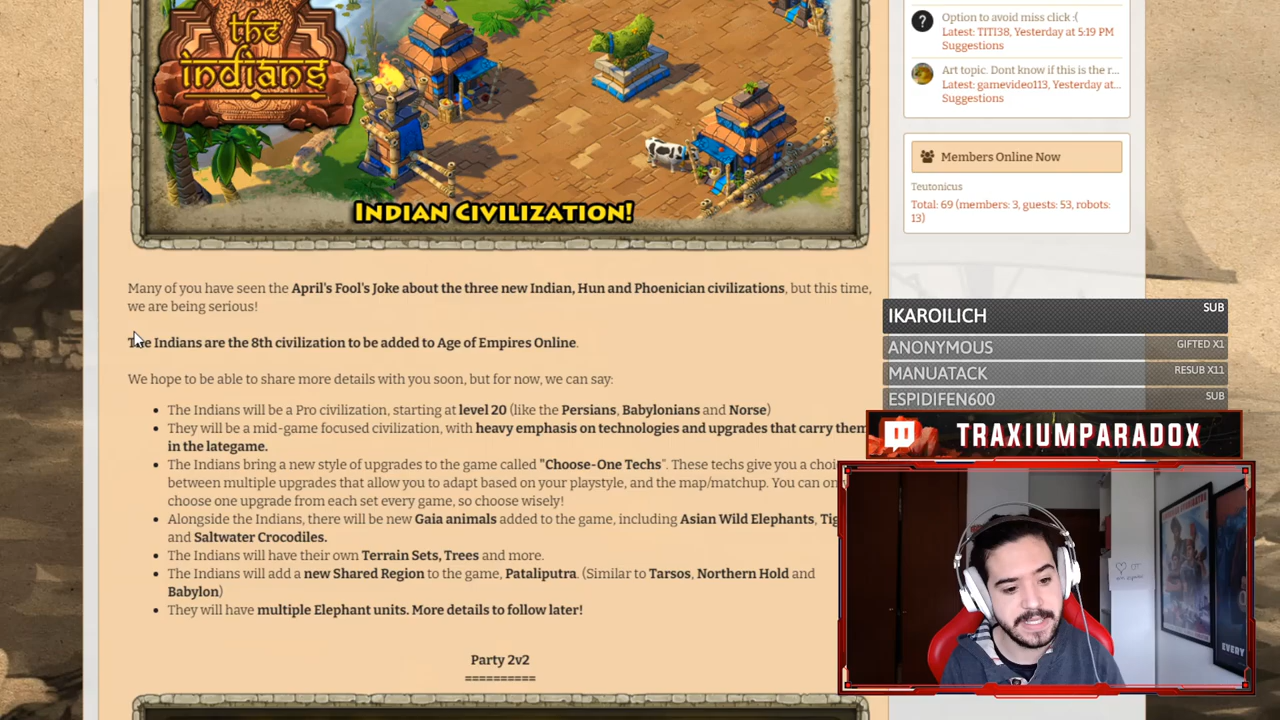 the
indians
INDIAN CIVILIZATION!
Many of you have seen the April's Fool's Joke about the three new Indian, Hun and Phoenician civilizations, but this time,
we are being serious!
The Indians are the 8th civilization to be added to Age of Empires Online.
We hope to be able to share more details with you soon, but for now, we can say:
• The Indians will be a Pro civilization, starting at level 20 (like the Persians, Babylonians and Norse)
• They will be a mid-game focused civilization, with heavy emphasis on technologies and upgrades that carry them
in the lategame.
• The Indians bring a new style of upgrades to the game called "Choose-One Techs". These techs give you a choi
between multiple upgrades that allow you to adapt based on your playstyle, and the map/matchup. You can on
choose one upgrade from each set every game, so choose wisely!
• Alongside the Indians, there will be new Gaia animals added to the game, including Asian Wild Elephants, Tig
and Saltwater Crocodiles.
• The Indians will have their own Terrain Sets, Trees and more.
• The Indians will add a new Shared Region to the game, Pataliputra. (Similar to Tarsos, Northern Hold and
Babylon)
• They will have multiple Elephant units. More details to follow later!
Party 2v2
==========
?
Option to avoid miss click :(
Latest: TITI38, Yesterday at 5:19 PM
Suggestions
Art topic. Dont know if this is the r...
Latest: gamevideo113, Yesterday at...
Suggestions
Members Online Now
Teutonicus
Total: 69 (members: 3, guests: 53, robots:
13)
IKAROILICH SUB
ANONYMOUS GIFTED X1
MANUATACK RESUB X11
ESPIDIFEN600 SUB
TRAXIUMPARADOX
EVERY